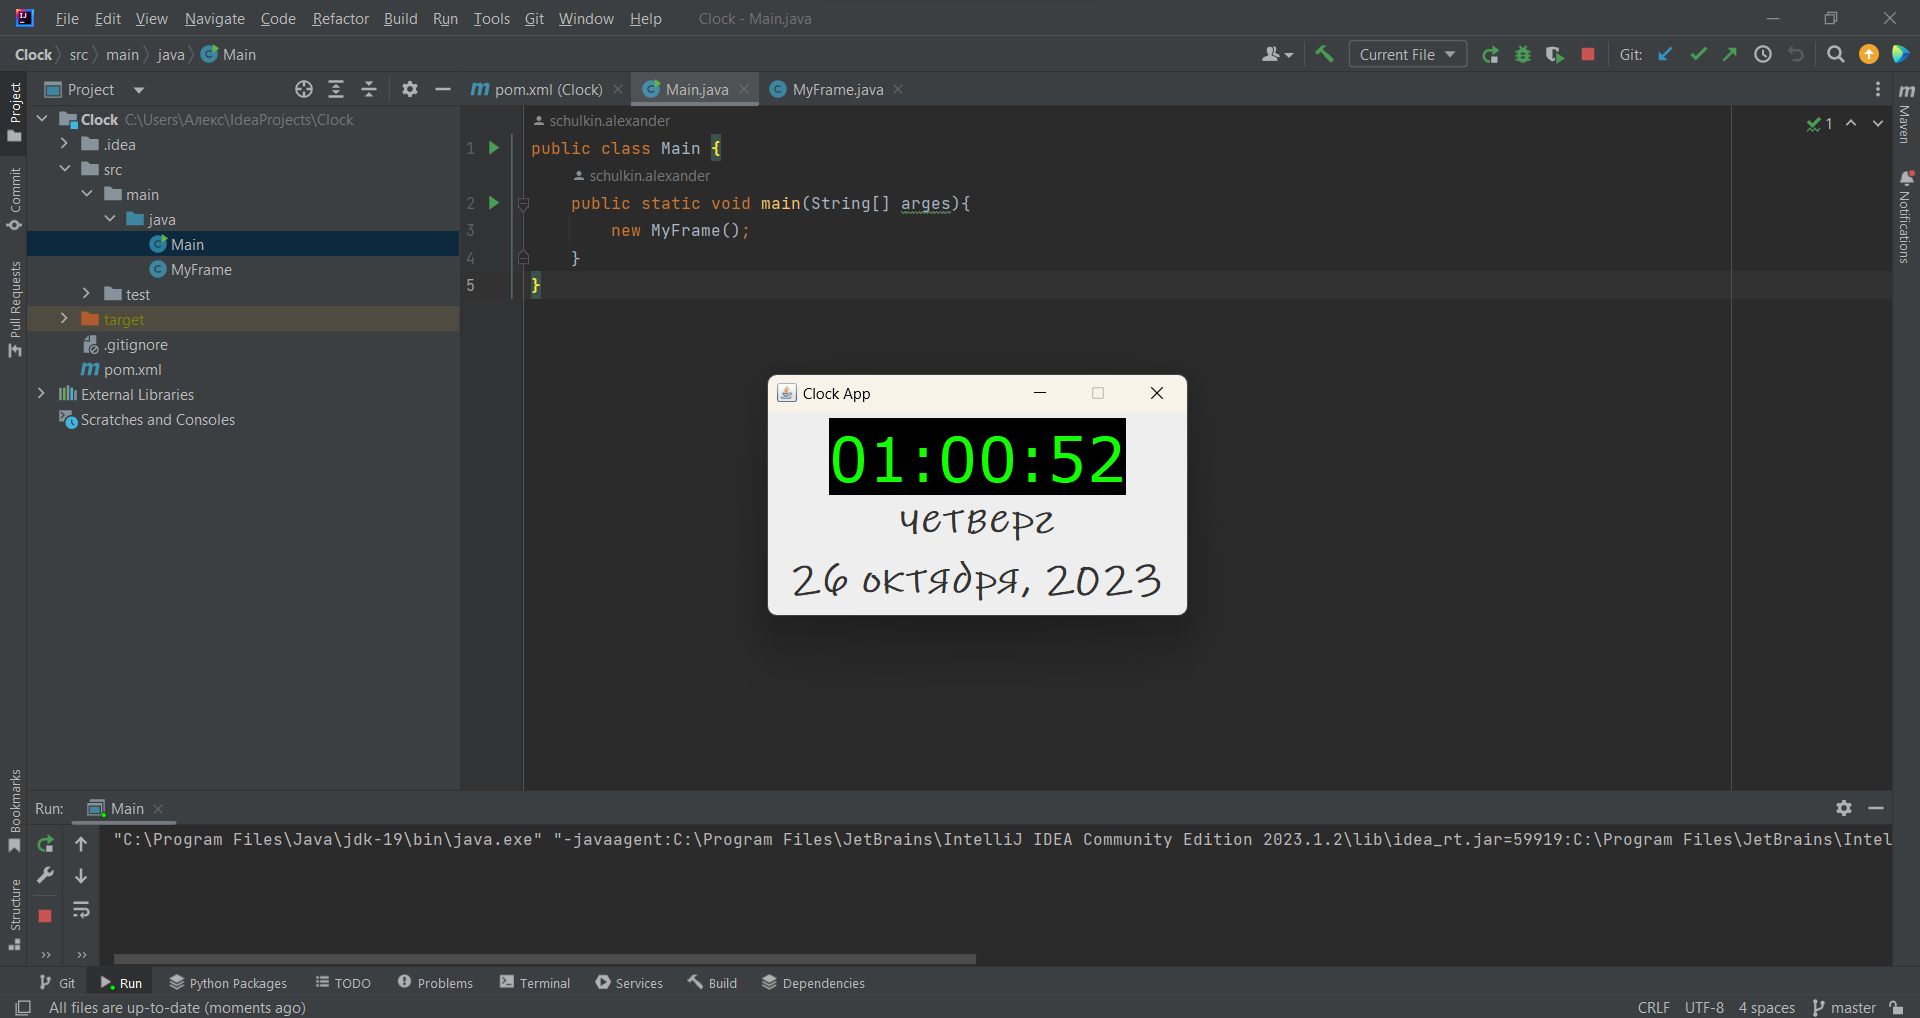 File Edit View Navigate Code Refactor Build Run Tools Git Window Help Clock - Main.java
Clock src main java Main Current File Git:
Project pom.xml (Clock) Main.java MyFrame.java
Clock C:\Users\Алекс\IdeaProjects\Clock
.idea
src
main
java
Main
MyFrame
test
target
.gitignore
pom.xml
External Libraries
Scratches and Consoles
Project
Commit
Pull Requests
Bookmarks
Structure
schulkin.alexander
1 public class Main {
schulkin.alexander
2 public static void main(String[] arges){
3 new MyFrame();
4 }
5 }
1
Maven
Notifications
Clock App
01:00:52
четверг
26 октября, 2023
Run: Main
"C:\Program Files\Java\jdk-19\bin\java.exe" "-javaagent:C:\Program Files\JetBrains\IntelliJ IDEA Community Edition 2023.1.2\lib\idea_rt.jar=59919:C:\Program Files\JetBrains\Intel
Git Run Python Packages TODO Problems Terminal Services Build Dependencies
All files are up-to-date (moments ago) CRLF UTF-8 4 spaces master